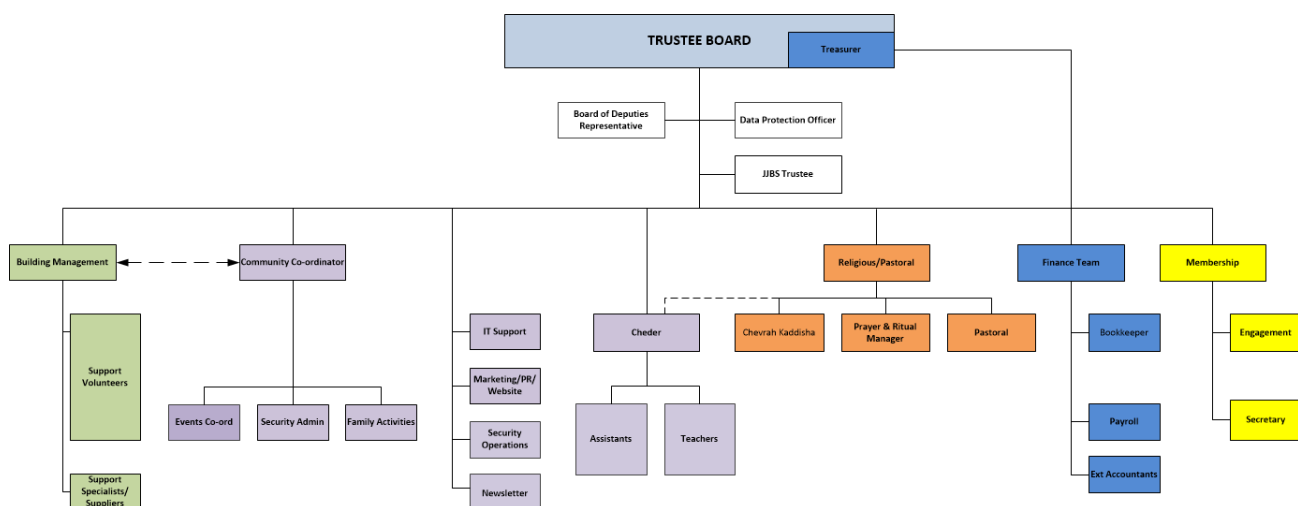 TRUSTEE BOARD
Treasurer
Board of Deputies
Representative
Data Protection Officer
JJBS Trustee
Building Management
Community Co-ordinator
Religious/Pastoral
Finance Team
Membership
Support
Volunteers
IT Support
Cheder
Chevrah Kaddisha
Prayer & Ritual
Manager
Pastoral
Bookkeeper
Engagement
Marketing/PR/
Website
Events Co-ord
Security Admin
Family Activities
Security
Operations
Assistants
Teachers
Payroll
Secretary
Support
Specialists/
Suppliers
Newsletter
Ext Accountants